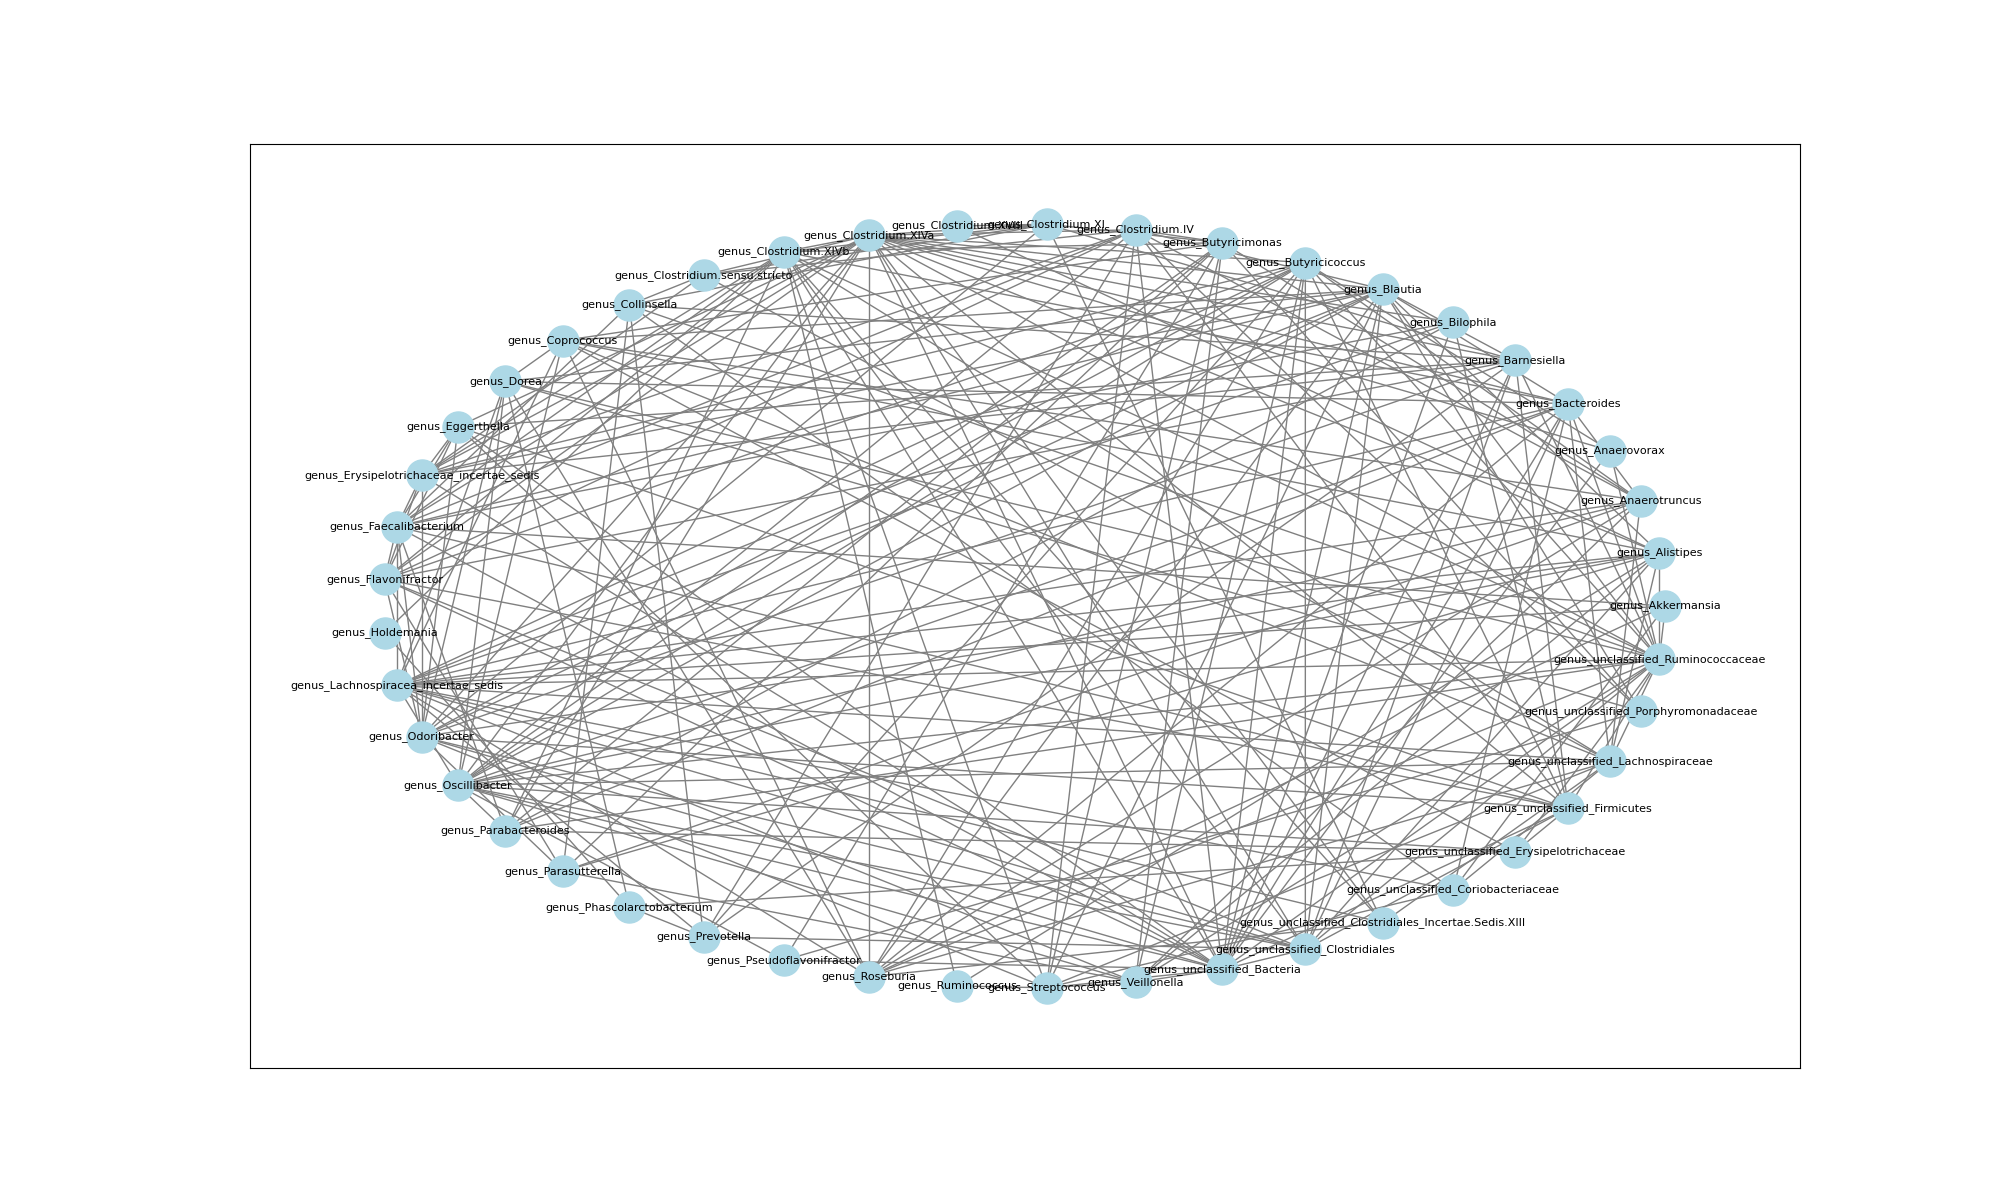 genus_Clostridium.XVIII
genus_Clostridium.XI
genus_Clostridium.IV
genus_Clostridium.XIVa
genus_Butyricimonas
genus_Clostridium.XIVb
genus_Butyricicoccus
genus_Clostridium.sensu.stricto
genus_Blautia
genus_Collinsella
genus_Bilophila
genus_Coprococcus
genus_Barnesiella
genus_Dorea
genus_Bacteroides
genus_Eggerthella
genus_Anaerovorax
genus_Erysipelotrichaceae_incertae_sedis
genus_Anaerotruncus
genus_Faecalibacterium
genus_Alistipes
genus_Flavonifractor
genus_Akkermansia
genus_Holdemania
genus_unclassified_Ruminococcaceae
genus_Lachnospiracea_incertae_sedis
genus_unclassified_Porphyromonadaceae
genus_Odoribacter
genus_unclassified_Lachnospiraceae
genus_Oscillibacter
genus_unclassified_Firmicutes
genus_Parabacteroides
genus_unclassified_Erysipelotrichaceae
genus_Parasutterella
genus_unclassified_Coriobacteriaceae
genus_Phascolarctobacterium
genus_unclassified_Clostridiales_Incertae.Sedis.XIII
genus_Prevotella
genus_unclassified_Clostridiales
genus_Pseudoflavonifractor
genus_unclassified_Bacteria
genus_Roseburia
genus_Veillonella
genus_Ruminococcus
genus_Streptococcus